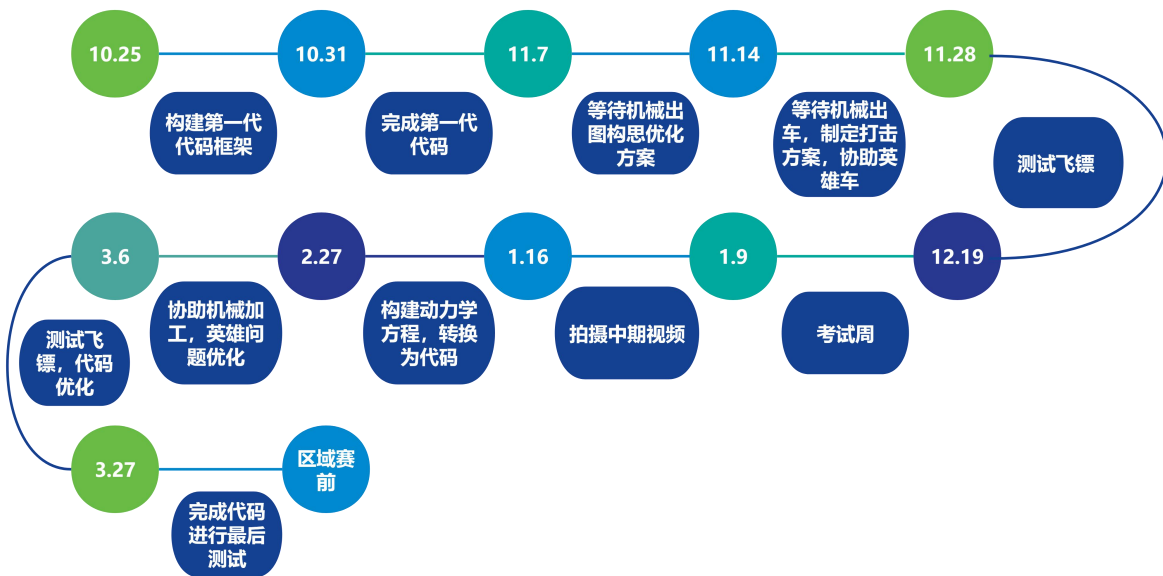 10.25
10.31
11.7
11.14
11.28
构建第一代
代码框架
完成第一代
代码
等待机械出
图构思优化
方案
等待机械出
车，制定打击
方案，协助英
雄车
测试飞镖
3.6
2.27
1.16
1.9
12.19
测试飞
镖，代码
优化
协助机械加
工，英雄问
题优化
构建动力学
方程，转换
为代码
拍摄中期视频
考试周
3.27
区域赛
前
完成代码
进行最后
测试